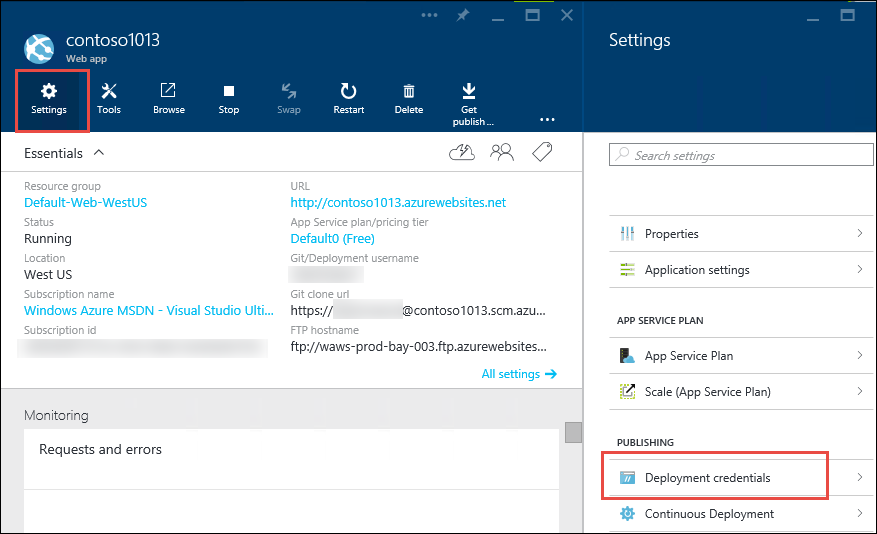 contoso1013
Web app
Settings
Tools
Browse
Stop
Swap
Restart
Delete
Get
publish ...
Essentials
Resource group
Default-Web-WestUS
Status
Running
Location
West US
Subscription name
Windows Azure MSDN - Visual Studio Ulti...
Subscription id
URL
http://contoso1013.azurewebsites.net
App Service plan/pricing tier
Default0 (Free)
Git/Deployment username
Git clone url
https:// @contoso1013.scm.azu...
FTP hostname
ftp://waws-prod-bay-003.ftp.azurewebsites...
All settings
Monitoring
Requests and errors
Settings
Search settings
Properties
Application settings
APP SERVICE PLAN
App Service Plan
Scale (App Service Plan)
PUBLISHING
Deployment credentials
Continuous Deployment